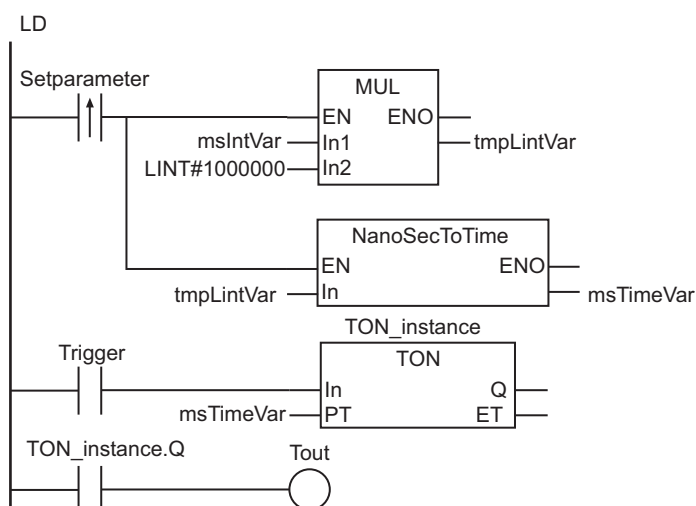 LD
Setparameter
MUL
EN ENO
msIntVar In1 tmpLintVar
LINT#1000000 In2
NanoSecToTime
EN ENO
tmpLintVar In msTimeVar
TON_instance
Trigger TON
In Q
msTimeVar PT ET
TON_instance.Q Tout